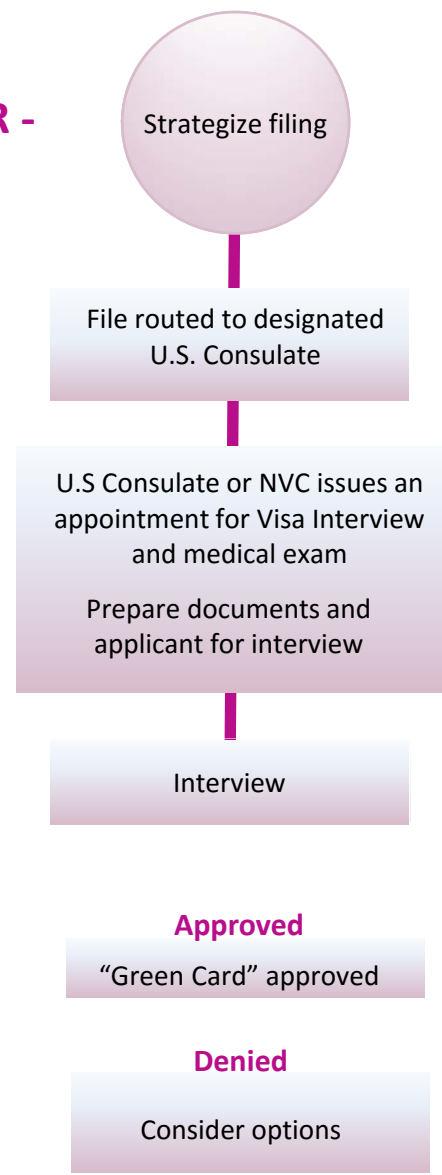 R -
Strategize filing
File routed to designated
U.S. Consulate
U.S Consulate or NVC issues an
appointment for Visa Interview
and medical exam
Prepare documents and
applicant for interview
Interview
Approved
“Green Card” approved
Denied
Consider options